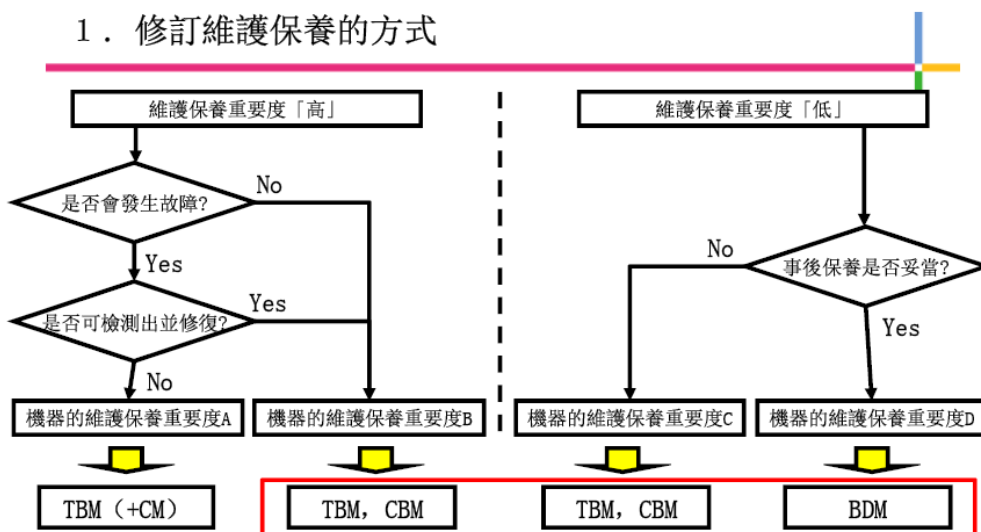 1. 修訂維護保養的方式
維護保養重要度「高」
維護保養重要度「低」
是否會發生故障?
No
Yes
是否可檢測出並修復?
Yes
No
No
事後保養是否妥當?
Yes
機器的維護保養重要度A
機器的維護保養重要度B
機器的維護保養重要度C
機器的維護保養重要度D
TBM（+CM）
TBM，CBM
TBM，CBM
BDM